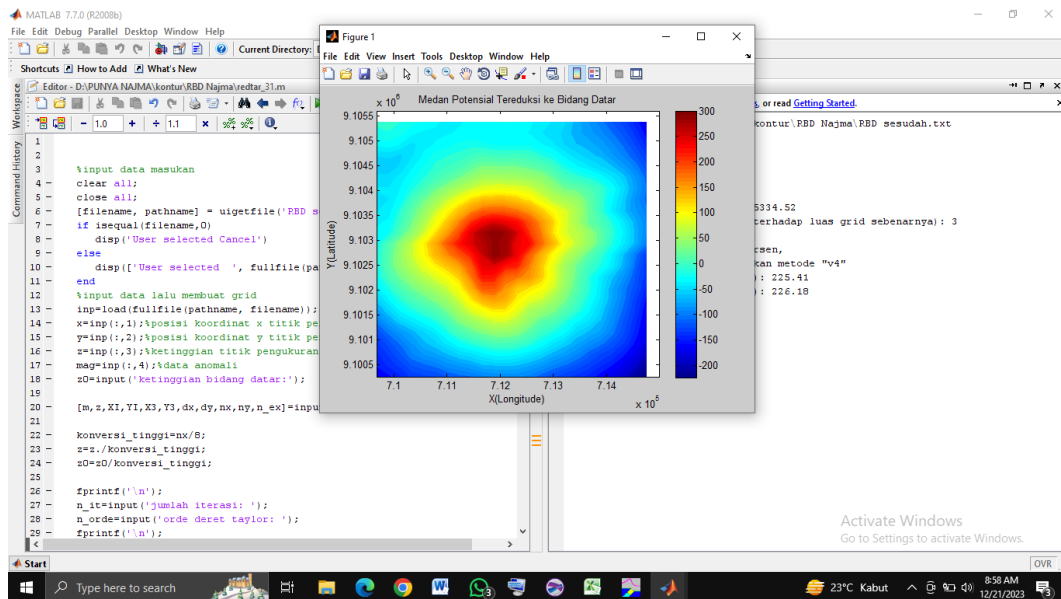 MATLAB 7.7.0 (R2008b)
File Edit Debug Parallel Desktop Window Help
Current Directory:
Shortcuts How to Add What's New
Workspace
Command History
Editor - D:\PUNYA NAJMA\kontur\RBD Najma\redtar_31.m
- 1.0 + ÷ 1.1 ×
1
2
3 %input data masukan
4 - clear all;
5 - close all;
6 - [filename, pathname] = uigetfile('RBD s
7 - if isequal(filename,0)
8 - disp('User selected Cancel')
9 - else
10 - disp(['User selected ', fullfile(pa
11 - end
12 %input data lalu membuat grid
13 - inp=load(fullfile(pathname, filename));
14 - x=inp(:,1);%posisi koordinat x titik pe
15 - y=inp(:,2);%posisi koordinat y titik pe
16 - z=inp(:,3);%ketinggian titik pengukuran
17 - mag=inp(:,4);%data anomali
18 - z0=input('ketinggian bidang datar:');
19
20 - [m,z,XI,YI,X3,Y3,dx,dy,nx,ny,n_ex]=inpu
21
22 - konversi_tinggi=nx/8;
23 - z=z./konversi_tinggi;
24 - z0=z0/konversi_tinggi;
25
26 - fprintf('\n');
27 - n_it=input('jumlah iterasi: ');
28 - n_orde=input('orde deret taylor: ');
29 - fprintf('\n');
Figure 1
File Edit View Insert Tools Desktop Window Help
x 10^6 Medan Potensial Tereduksi ke Bidang Datar
9.1055
9.105
9.1045
9.104
9.1035
9.103
9.1025
9.102
9.1015
9.101
9.1005
Y(Latitude)
7.1 7.11 7.12 7.13 7.14
X(Longitude)
x 10^5
300
250
200
150
100
50
0
-50
-100
-150
-200
, or read Getting Started.
kontur\RBD Najma\RBD sesudah.txt
5334.52
terhadap luas grid sebenarnya): 3
rsen,
kan metode "v4"
): 225.41
): 226.18
Activate Windows
Go to Settings to activate Windows.
Start
OVR
Type here to search
3
23°C Kabut
8:58 AM
12/21/2023
3